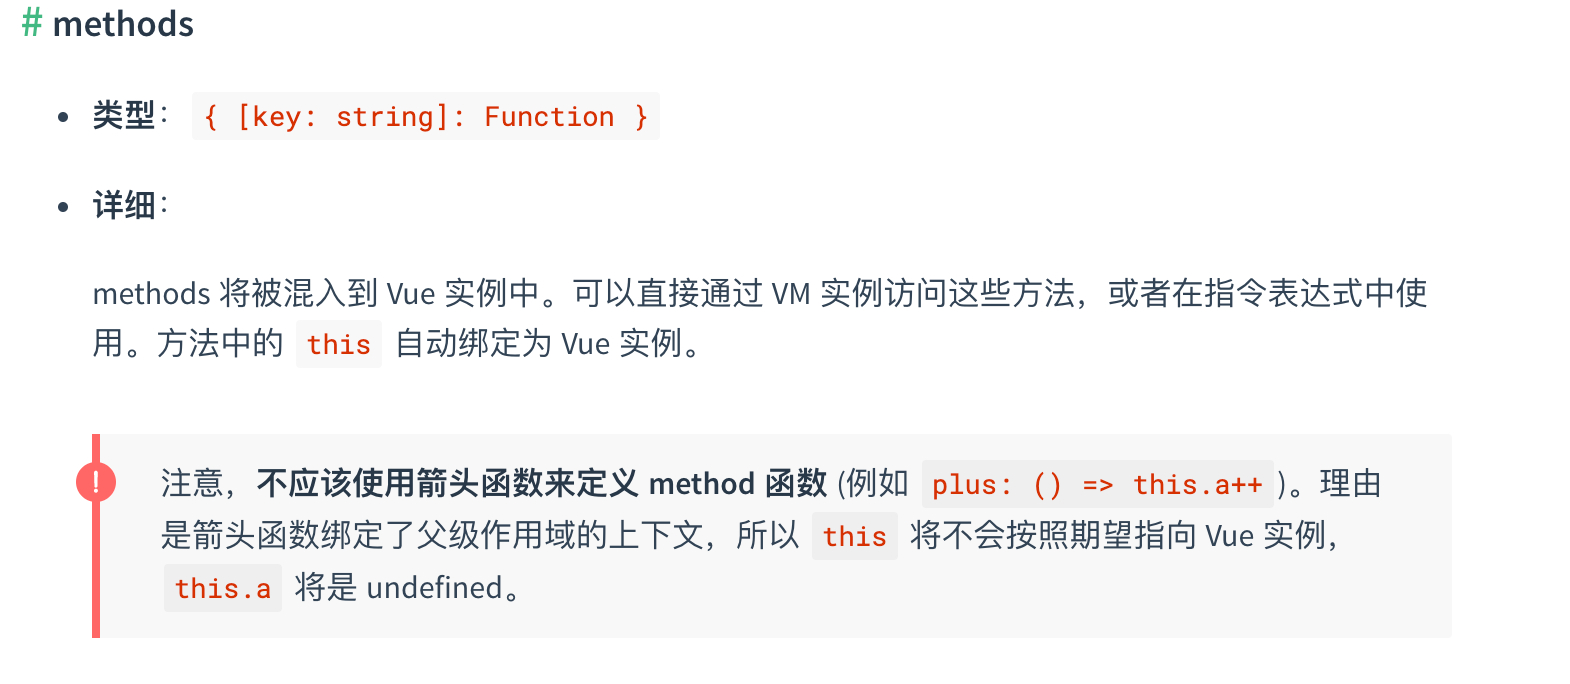 # methods
类型： { [key: string]: Function }
详细：
methods 将被混入到 Vue 实例中。可以直接通过 VM 实例访问这些方法，或者在指令表达式中使
用。方法中的 this 自动绑定为 Vue 实例。
注意，不应该使用箭头函数来定义 method 函数 (例如 plus: () => this.a++ )。理由
是箭头函数绑定了父级作用域的上下文，所以 this 将不会按照期望指向 Vue 实例，
this.a 将是 undefined。